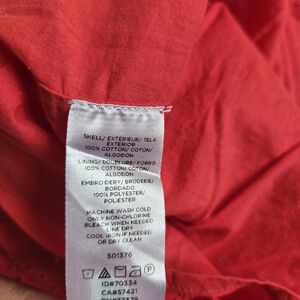 SHELL/ EXTERIEUR/ TELA
EXTERIOR
100% COTTON/ COTON/
ALGODÓN
LINING/ DOUBLURE/ FORRO
100% COTTON/ COTON/
ALGODÓN
EMBROIDERY/ BRODERIE/
BORDADO
100% POLYESTER/
POLIESTER
MACHINE WASH COLD
ONLY NON-CHLORINE
BLEACH WHEN NEEDED
LINE DRY
COOL IRON IF NEEDED
OR DRY CLEAN
501376
ID#70334
CA#57421